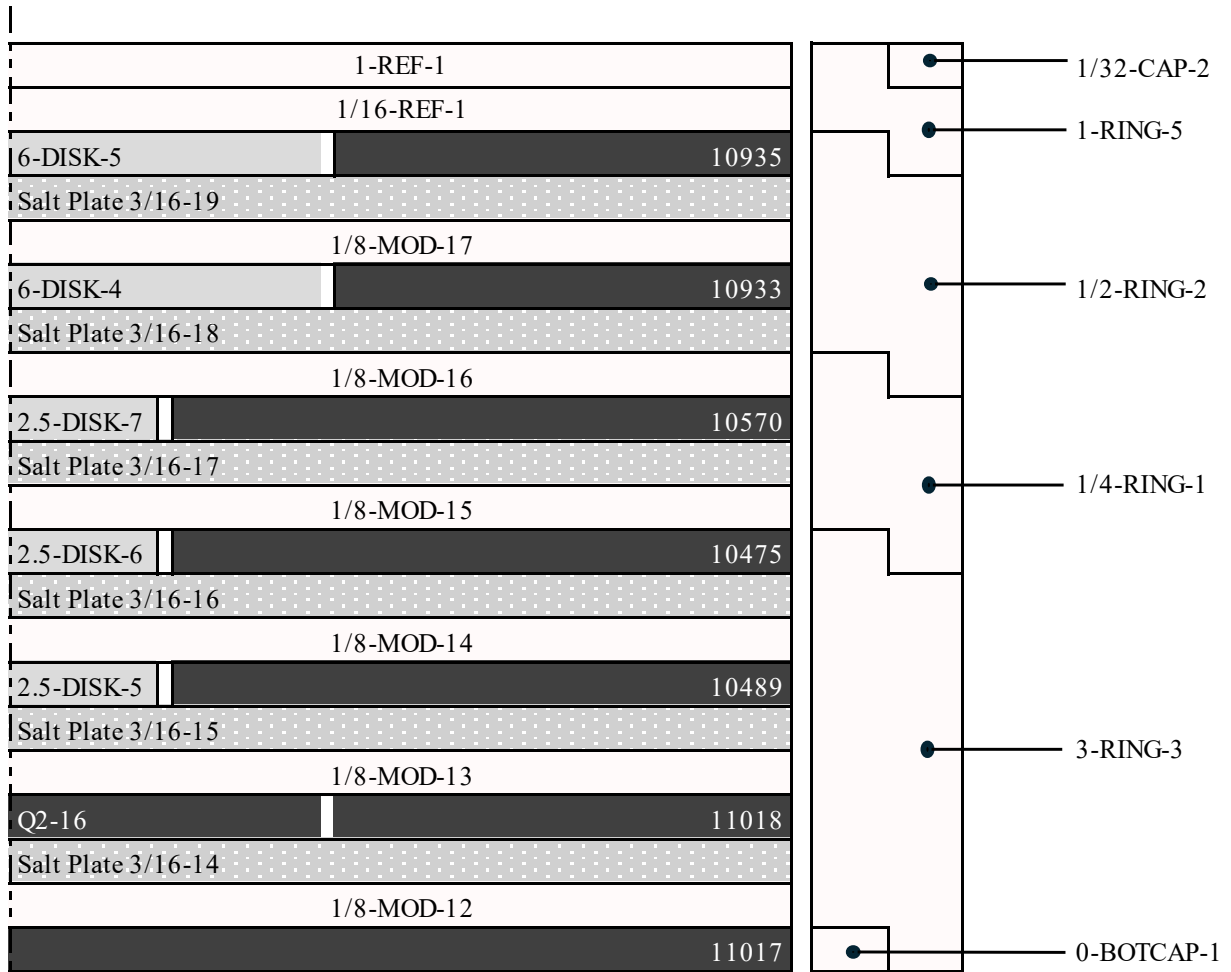 1-REF-1
1/32-CAP-2
1/16-REF-1
1-RING-5
6-DISK-5 10935
Salt Plate 3/16-19
1/8-MOD-17
6-DISK-4 10933
1/2-RING-2
Salt Plate 3/16-18
1/8-MOD-16
2.5-DISK-7 10570
Salt Plate 3/16-17
1/4-RING-1
1/8-MOD-15
2.5-DISK-6 10475
Salt Plate 3/16-16
1/8-MOD-14
2.5-DISK-5 10489
Salt Plate 3/16-15
3-RING-3
1/8-MOD-13
Q2-16 11018
Salt Plate 3/16-14
1/8-MOD-12
11017
0-BOTCAP-1